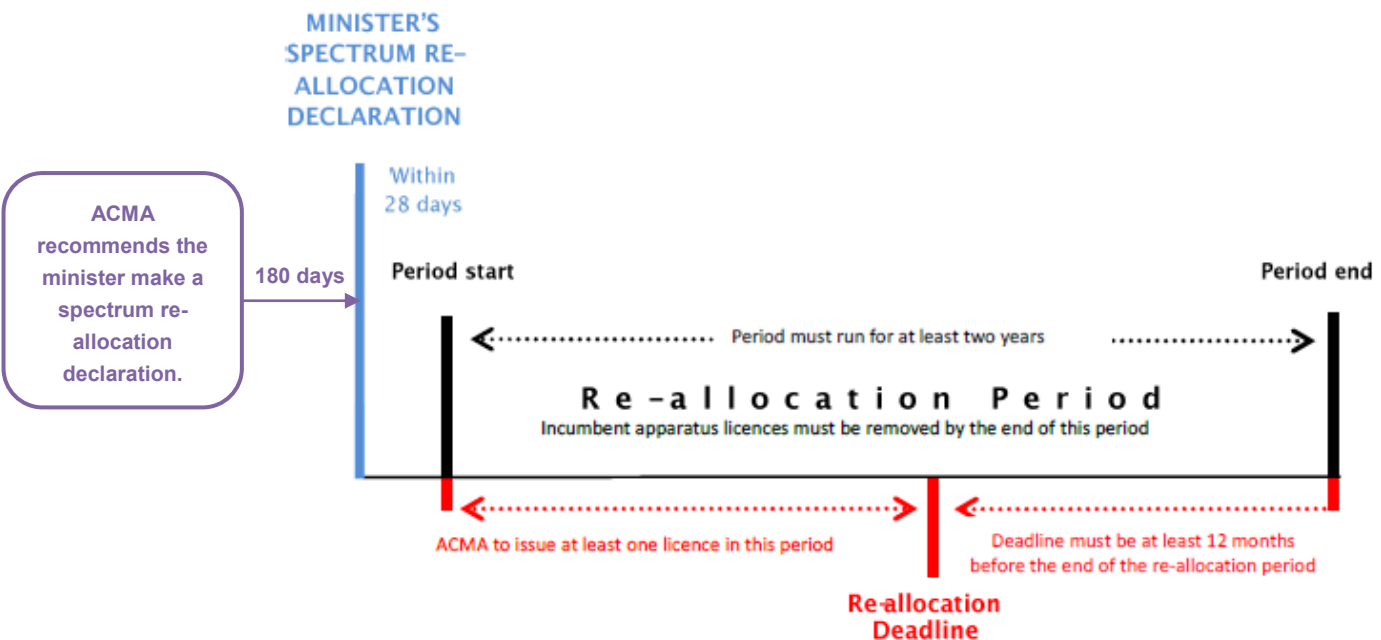 MINISTER'S
SPECTRUM RE-
ALLOCATION
DECLARATION
Within
28 days
ACMA
recommends the
minister make a
spectrum re-
allocation
declaration.
180 days
Period start
Period end
Period must run for at least two years
Re-allocation Period
Incumbent apparatus licences must be removed by the end of this period
ACMA to issue at least one licence in this period
Deadline must be at least 12 months
before the end of the re-allocation period
Re-allocation
Deadline